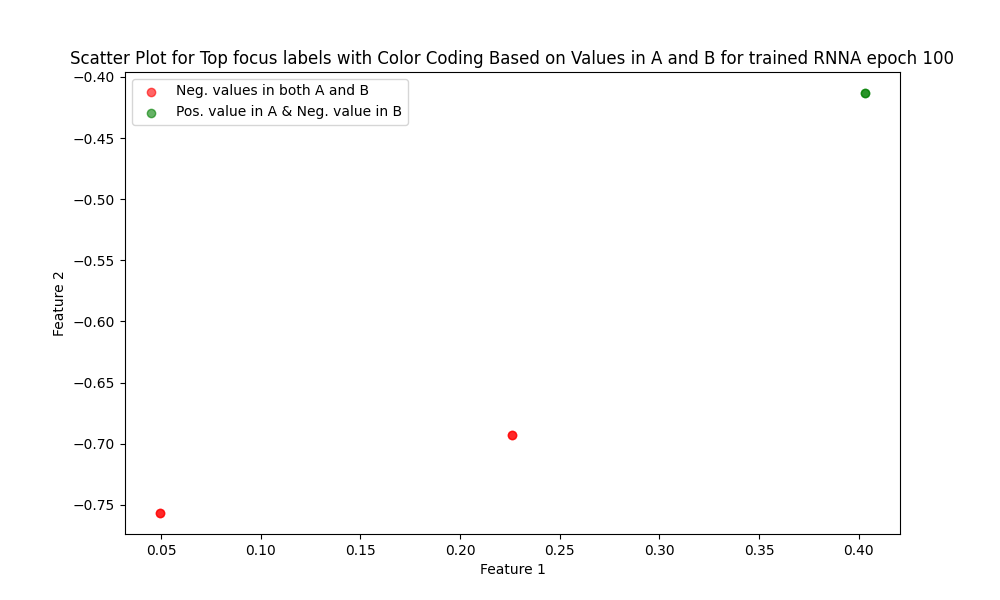 Scatter Plot for Top focus labels with Color Coding Based on Values in A and B for trained RNNA epoch 100
Neg. values in both A and B
Pos. value in A & Neg. value in B
−0.40
−0.45
−0.50
−0.55
−0.60
−0.65
−0.70
−0.75
Feature 2
0.05 0.10 0.15 0.20 0.25 0.30 0.35 0.40
Feature 1